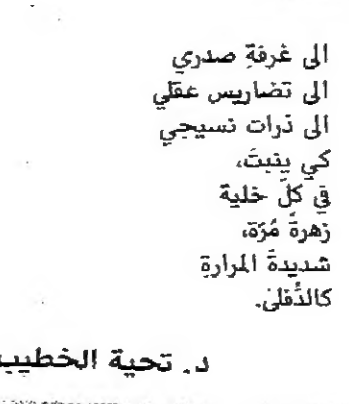 الى غرفةِ صدري
الى تضاريس عقلي
الى ذرات نسيجي
كي ينبتَ،
في كلّ خلية
زهرةً مُرّة،
شديدةَ المرارةِ
كالدُفلى.
د. تحية الخطيب